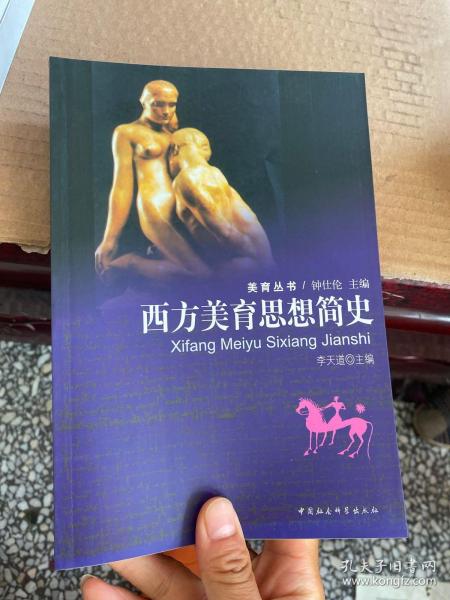 美育丛书 / 钟仕伦 主编
西方美育思想简史
Xifang Meiyu Sixiang Jianshi
李天道◎主编
中国社会科学出版社
孔夫子旧书网
www.kongfz.com